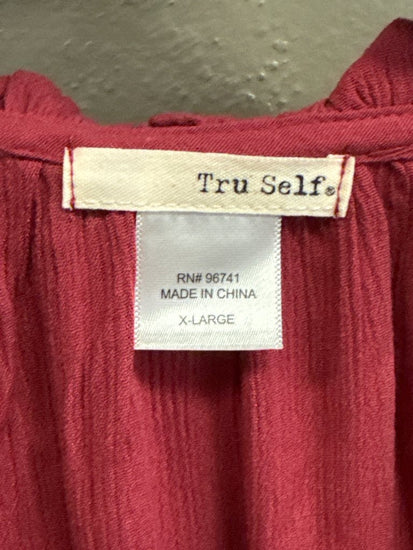 Tru Self®
RN# 96741
MADE IN CHINA
X-LARGE